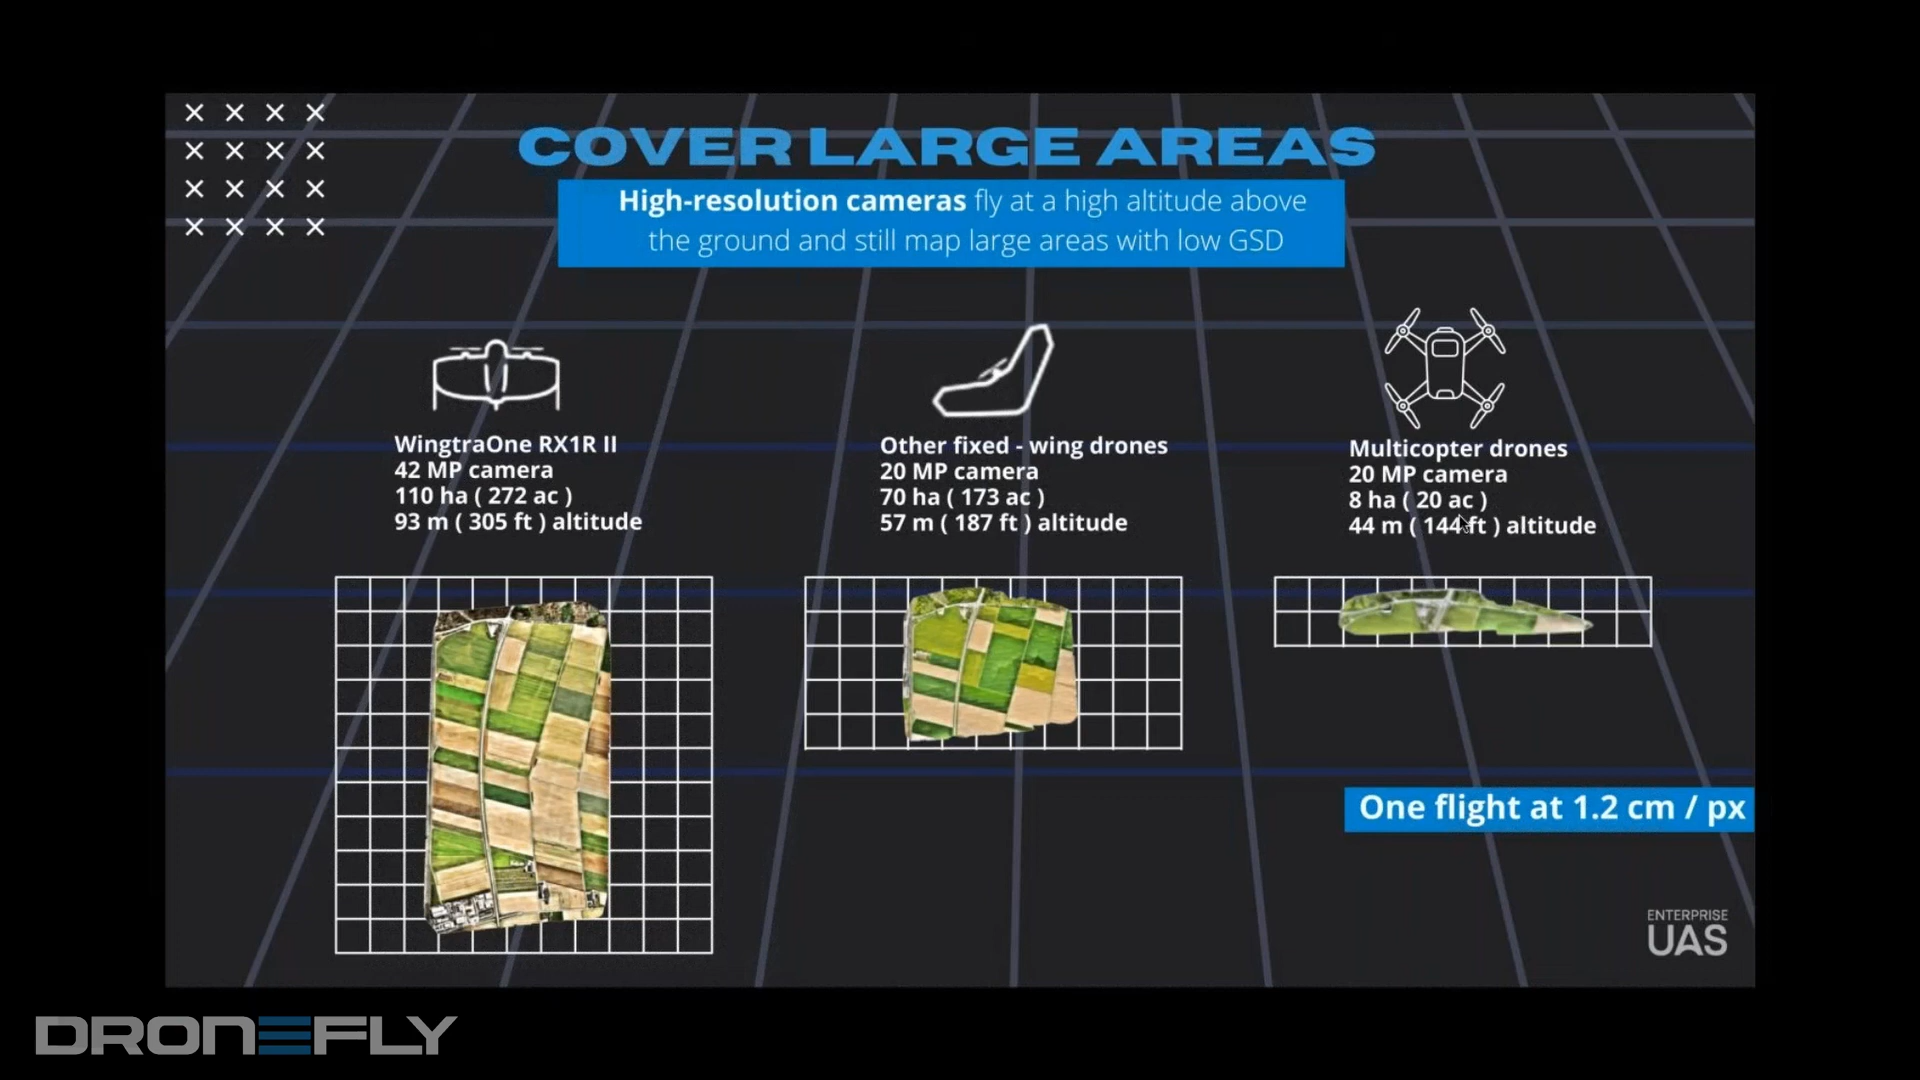 COVER LARGE AREAS
High-resolution cameras fly at a high altitude above
the ground and still map large areas with low GSD
WingtraOne RX1R II
42 MP camera
110 ha ( 272 ac )
93 m ( 305 ft ) altitude
Other fixed - wing drones
20 MP camera
70 ha ( 173 ac )
57 m ( 187 ft ) altitude
Multicopter drones
20 MP camera
8 ha ( 20 ac )
44 m ( 144 ft ) altitude
One flight at 1.2 cm / px
ENTERPRISE
UAS
DRONEFLY